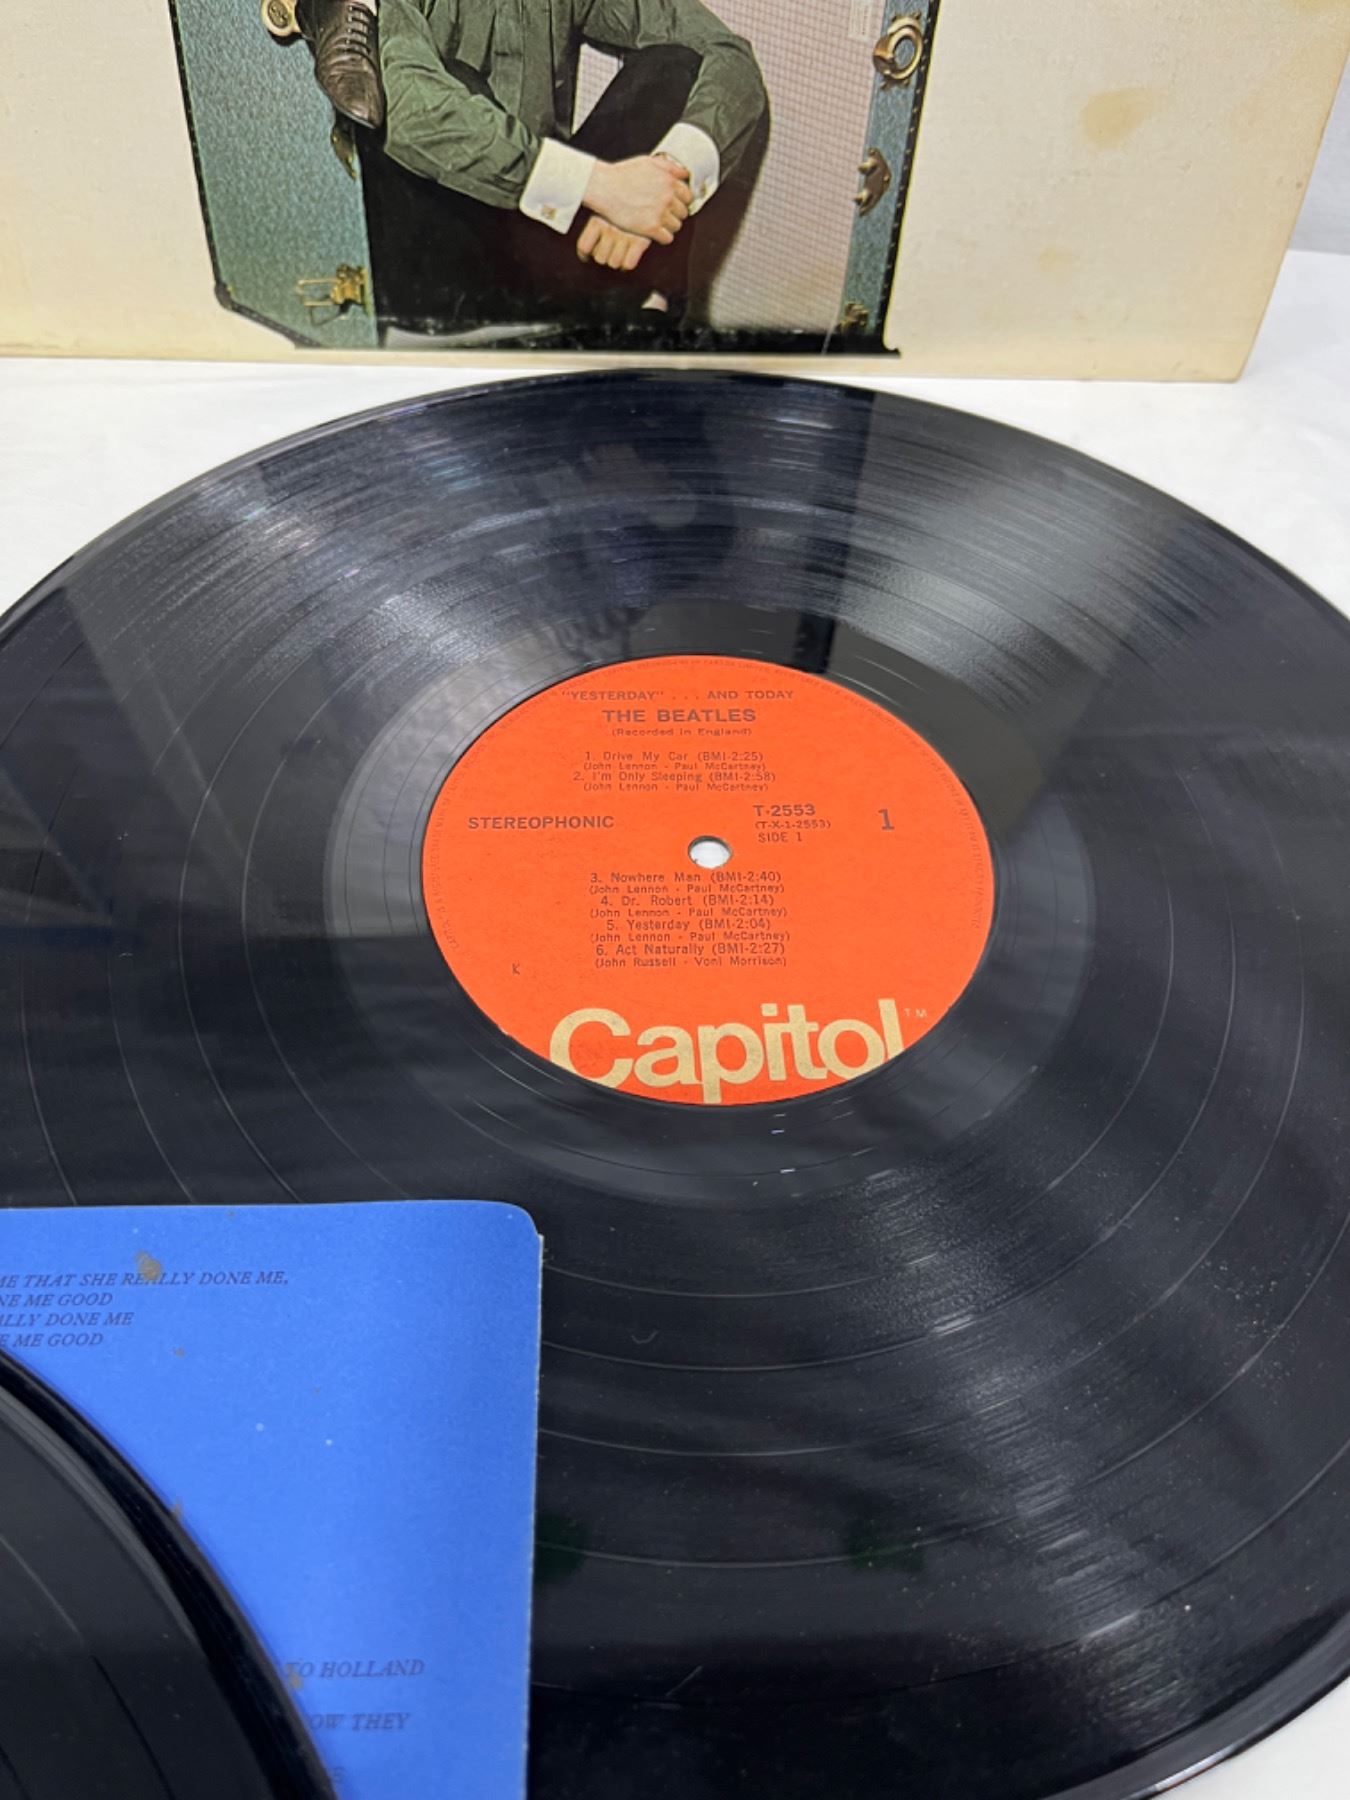 "YESTERDAY" . . . AND TODAY
THE BEATLES
(Recorded in England)
1. Drive My Car (BMI-2:25)
(John Lennon - Paul McCartney)
2. I'm Only Sleeping (BMI-2:58)
(John Lennon - Paul McCartney)
STEREOPHONIC
T-2553
(T-X-1-2553)
SIDE 1
1
3. Nowhere Man (BMI-2:40)
(John Lennon - Paul McCartney)
4. Dr. Robert (BMI-2:14)
(John Lennon - Paul McCartney)
5. Yesterday (BMI-2:04)
(John Lennon - Paul McCartney)
6. Act Naturally (BMI-2:27)
(John Russell - Voni Morrison)
K
Capitol TM
ME THAT SHE REALLY DONE ME,
NE ME GOOD
ALLY DONE ME
E ME GOOD
TO HOLLAND
OW THEY